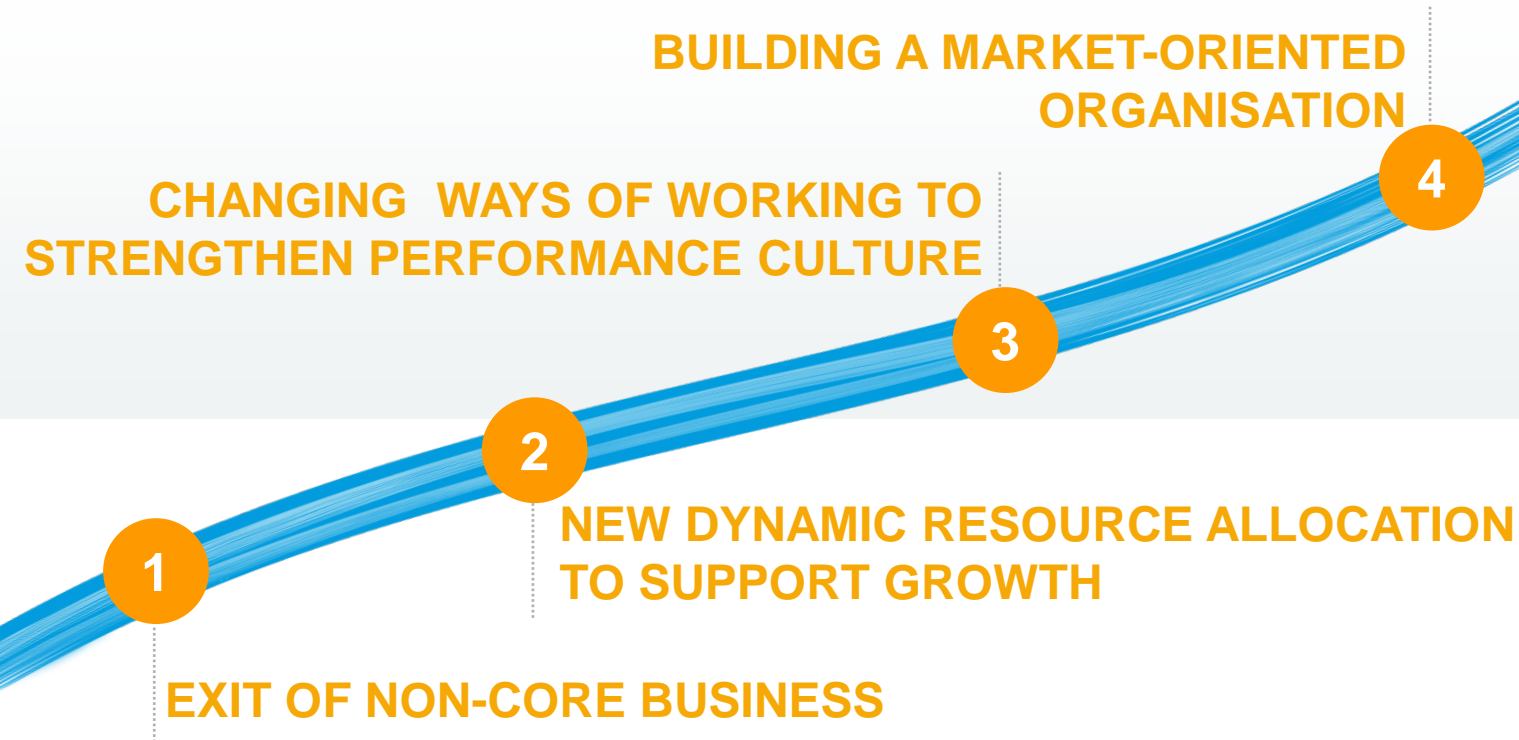 BUILDING A MARKET-ORIENTED
ORGANISATION
4
CHANGING  WAYS OF WORKING TO
STRENGTHEN PERFORMANCE CULTURE
3
2
NEW DYNAMIC RESOURCE ALLOCATION
TO SUPPORT GROWTH
1
EXIT OF NON-CORE BUSINESS